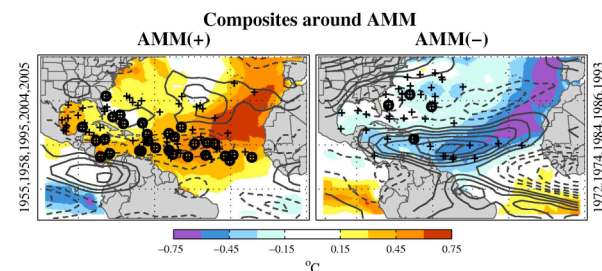 Composites around AMM
AMM(+)
AMM(−)
1955,1958,1995,2004,2005
1972,1974,1984,1986,1993
−0.75 −0.45 −0.15 0.15 0.45 0.75
°C